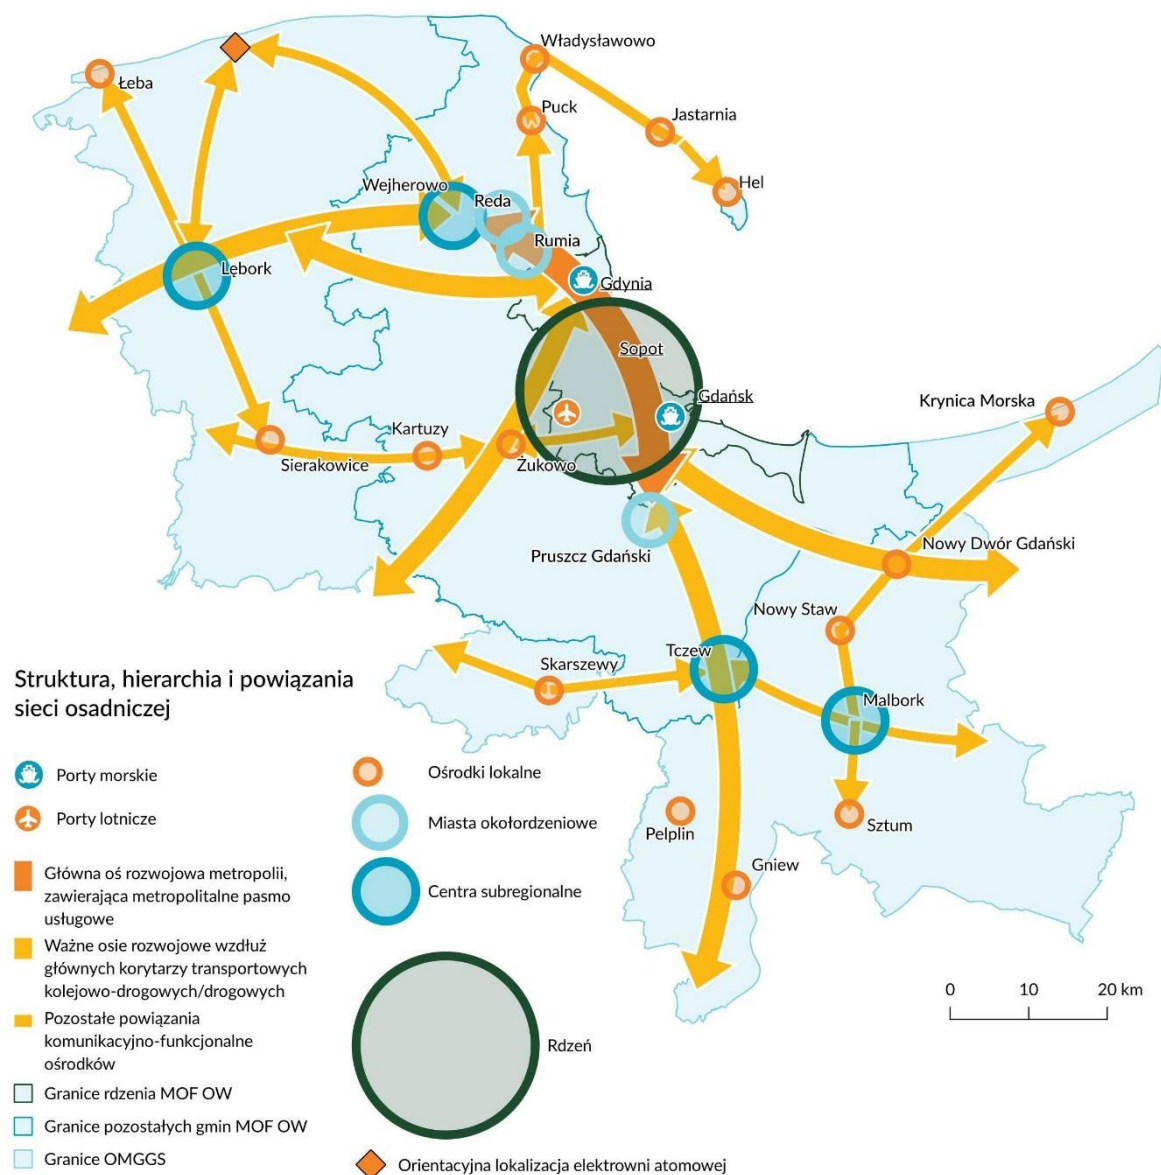 Władysławowo
Łeba
Puck
Jastarnia
Hel
Wejherowo
Reda
Rumia
Lębork
Gdynia
Sopot
Gdańsk
Krynica Morska
Kartuzy
Sierakowice
Żukowo
Nowy Dwór Gdański
Pruszcz Gdański
Nowy Staw
Tczew
Skarszewy
Malbork
Sztum
Pelplin
Gniew
Struktura, hierarchia i powiązania
sieci osadniczej
Porty morskie
Porty lotnicze
Główna oś rozwojowa metropolii,
zawierająca metropolitalne pasmo
usługowe
Ważne osie rozwojowe wzdłuż
głównych korytarzy transportowych
kolejowo-drogowych/drogowych
Pozostałe powiązania
komunikacyjno-funkcjonalne
ośrodków
Granice rdzenia MOF OW
Granice pozostałych gmin MOF OW
Granice OMGGS
Ośrodki lokalne
Miasta okołordzeniowe
Centra subregionalne
Rdzeń
Orientacyjna lokalizacja elektrowni atomowej
0 10 20 km